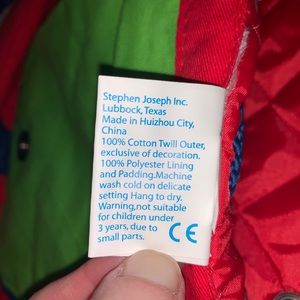 Stephen Joseph Inc.
Lubbock, Texas
Made in Huizhou City,
China
100% Cotton Twill Outer,
exclusive of decoration.
100% Polyester Lining
and Padding.Machine
wash cold on delicate
setting Hang to dry.
Warning,not suitable
for children under
3 years, due to
small parts. CE